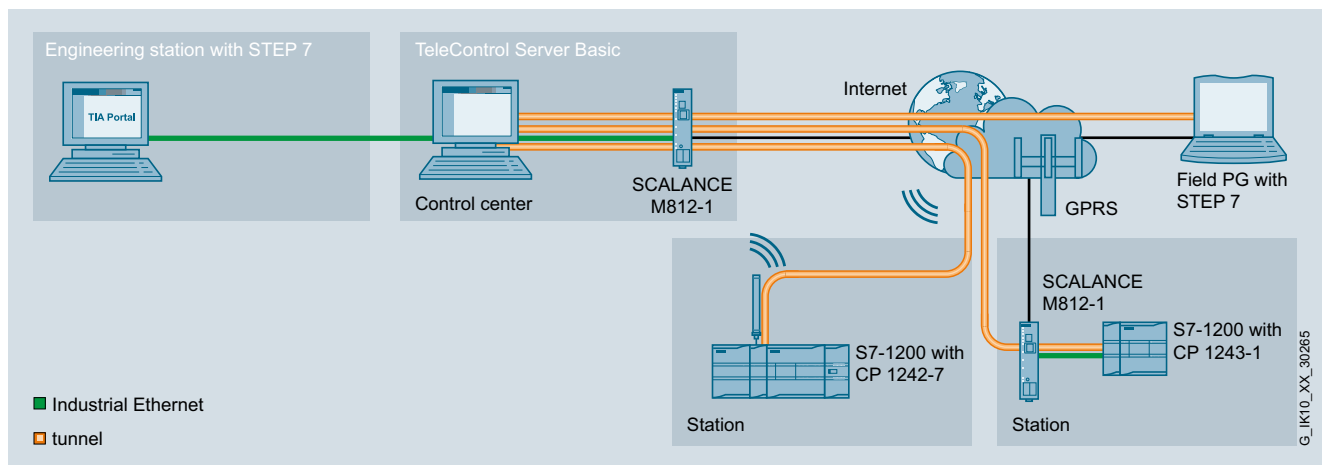 Engineering station with STEP 7
TIA Portal
TeleControl Server Basic
Control center
SCALANCE
M812-1
Internet
GPRS
Field PG with
STEP 7
S7-1200 with
CP 1242-7
Station
SCALANCE
M812-1
S7-1200 with
CP 1243-1
Station
Industrial Ethernet
tunnel
G_IK10_XX_30265